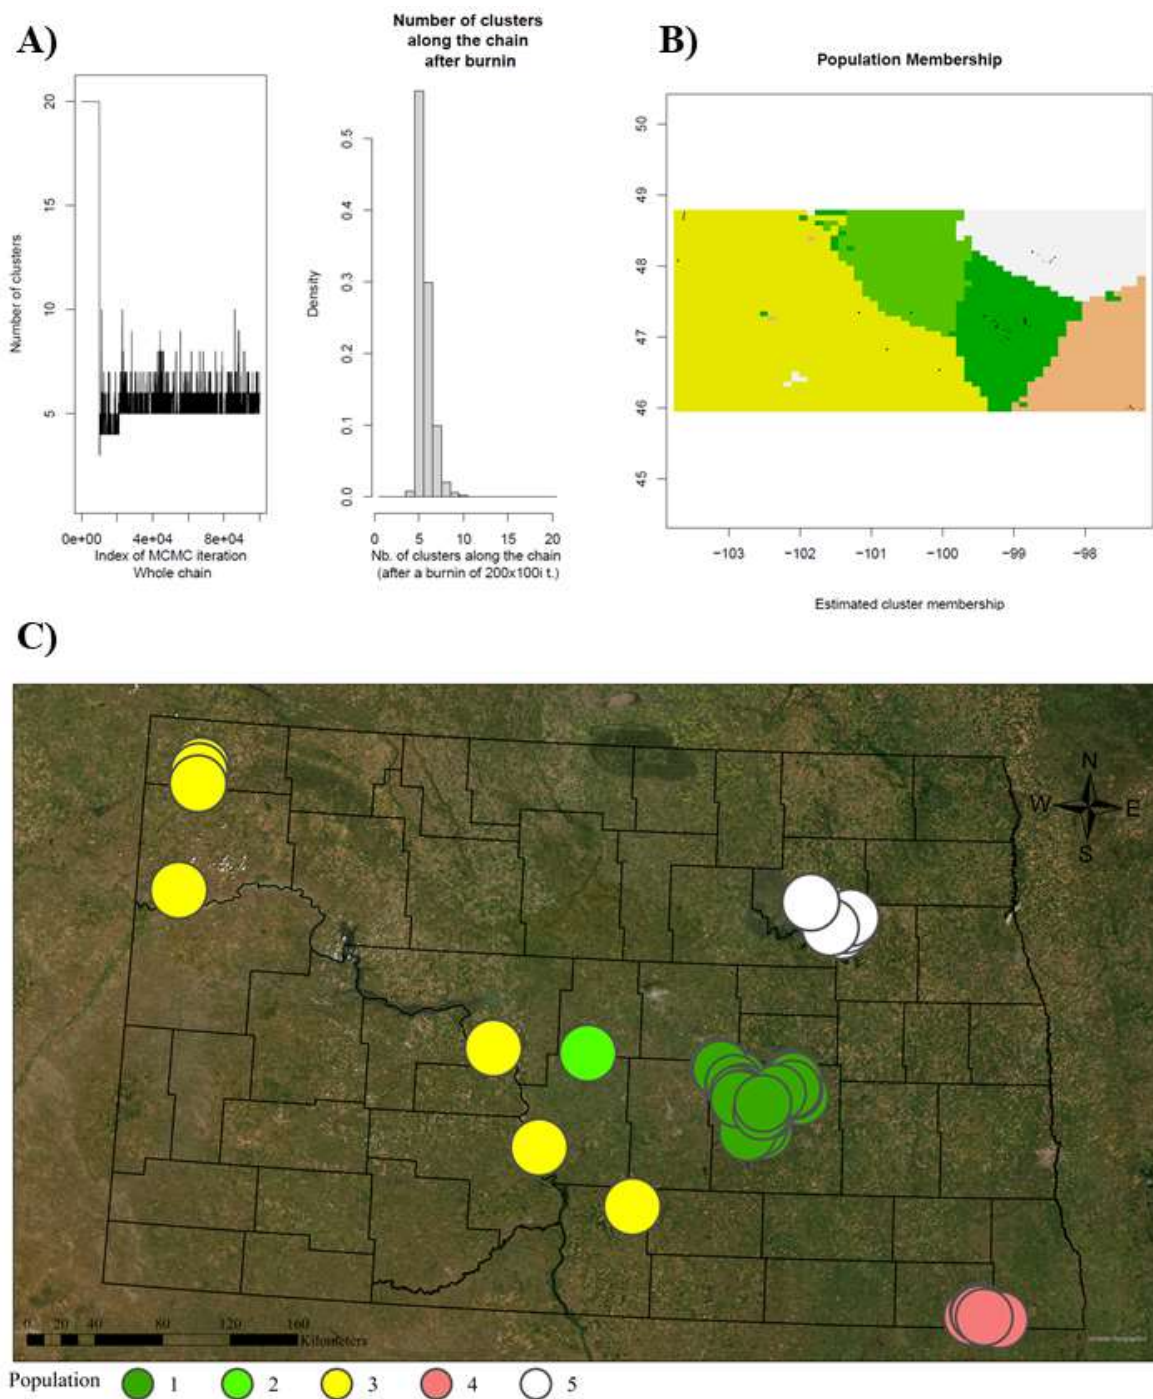 A)
Number of clusters
along the chain
after burnin
B)
Population Membership
Number of clusters
20
15
10
5
0e+00 4e+04 8e+04
Index of MCMC iteration
Whole chain
Density
0.5
0.4
0.3
0.2
0.1
0.0
0 5 10 15 20
Nb. of clusters along the chain
(after a burnin of 200x100i t.)
50
49
48
47
46
45
−103 −102 −101 −100 −99 −98
Estimated cluster membership
C)
N
W E
S
0 20 40 80 120 160
Kilometers
Population 1 2 3 4 5